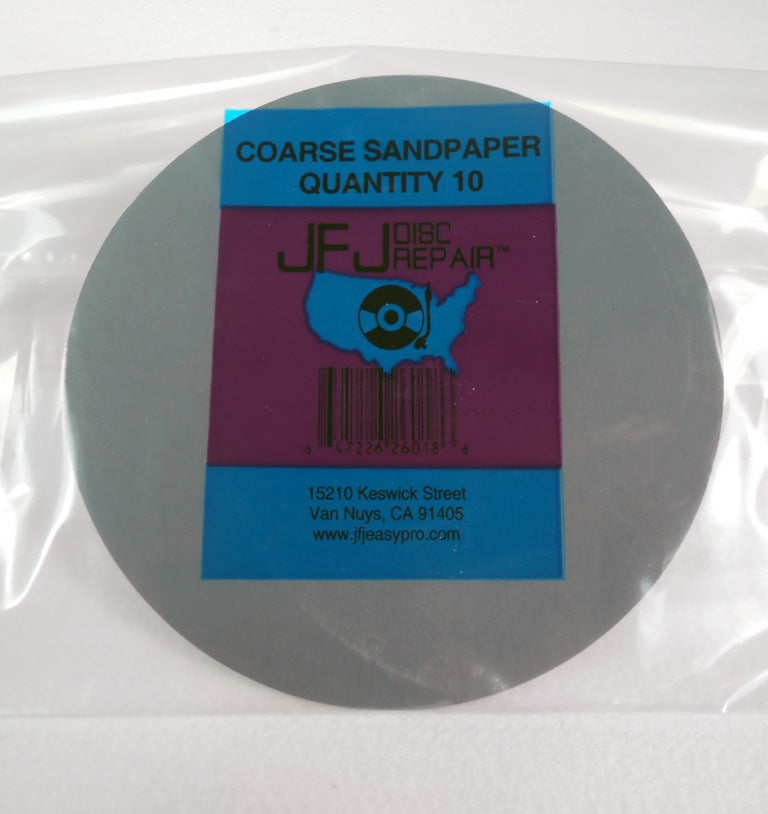 COARSE SANDPAPER
QUANTITY 10
JFJ DISC
REPAIR™
6 47226 26018 6
15210 Keswick Street
Van Nuys, CA 91405
www.jfjeasypro.com